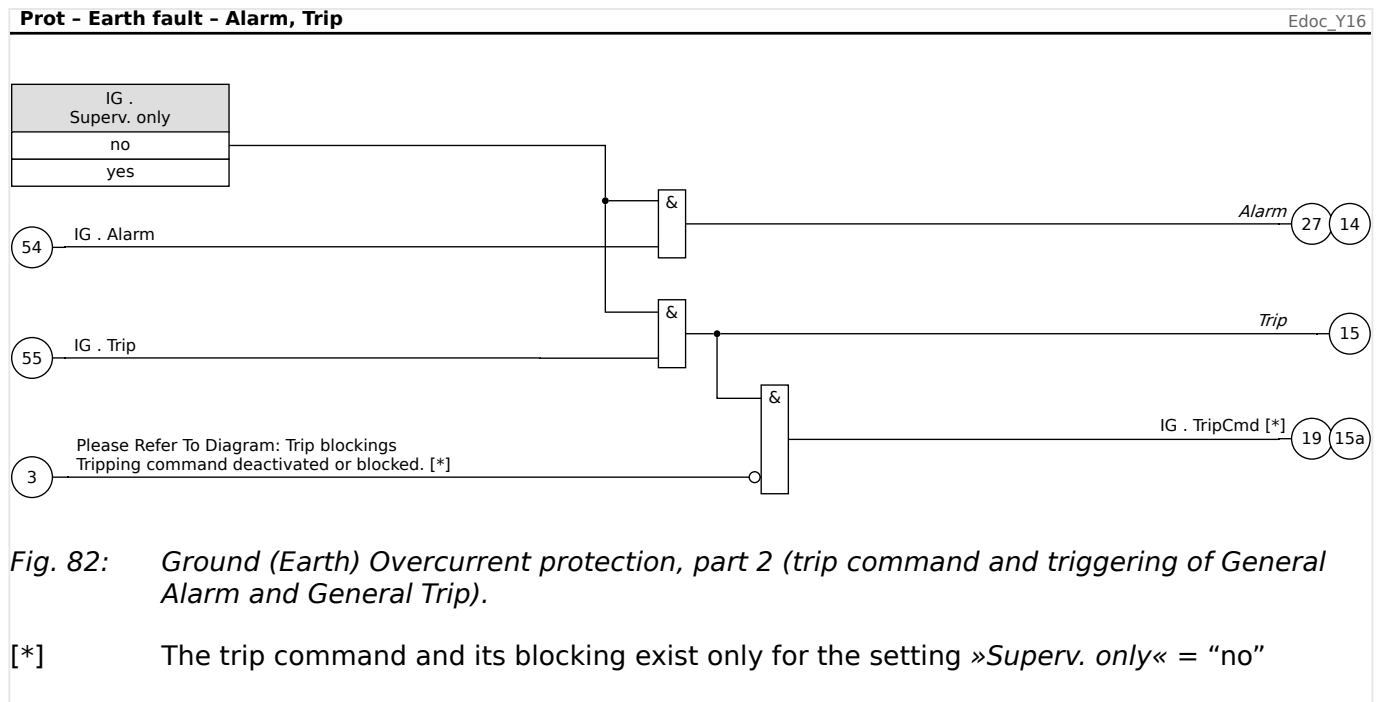 Prot – Earth fault – Alarm, Trip
Edoc_Y16
IG .
Superv. only
no
yes
&
Alarm
27
14
54
IG . Alarm
&
Trip
15
55
IG . Trip
&
IG . TripCmd [*]
19
15a
Please Refer To Diagram: Trip blockings
Tripping command deactivated or blocked. [*]
3
Fig. 82: Ground (Earth) Overcurrent protection, part 2 (trip command and triggering of General
Alarm and General Trip).
[*] The trip command and its blocking exist only for the setting »Superv. only« = “no”